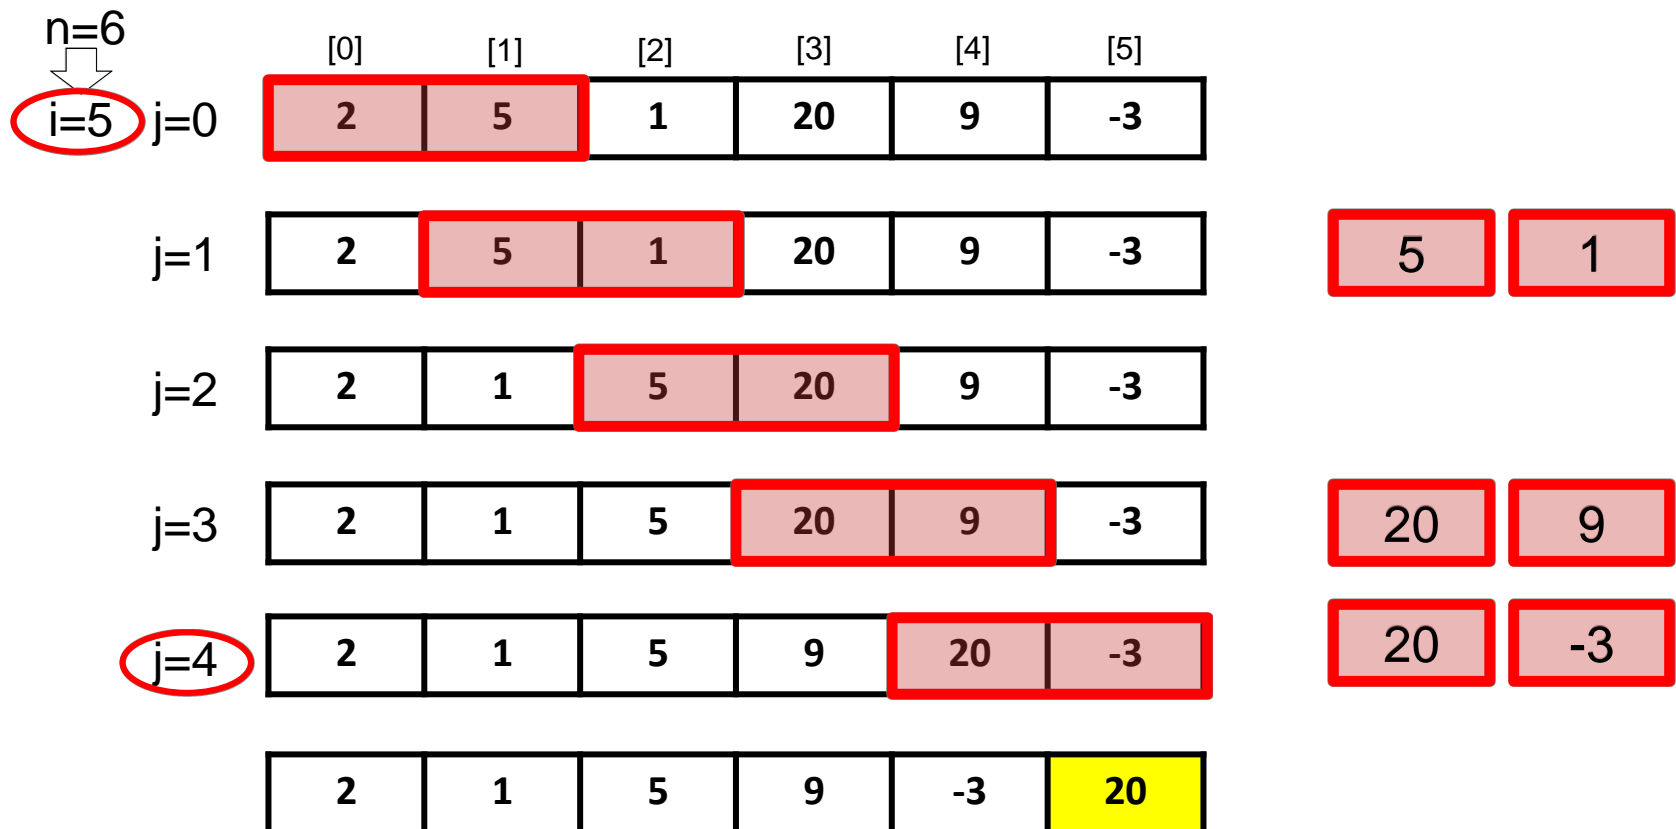 n=6
[0] [1] [2] [3] [4] [5]
i=5 j=0 2 5 1 20 9 -3
j=1 2 5 1 20 9 -3 5 1
j=2 2 1 5 20 9 -3
j=3 2 1 5 20 9 -3 20 9
j=4 2 1 5 9 20 -3 20 -3
2 1 5 9 -3 20